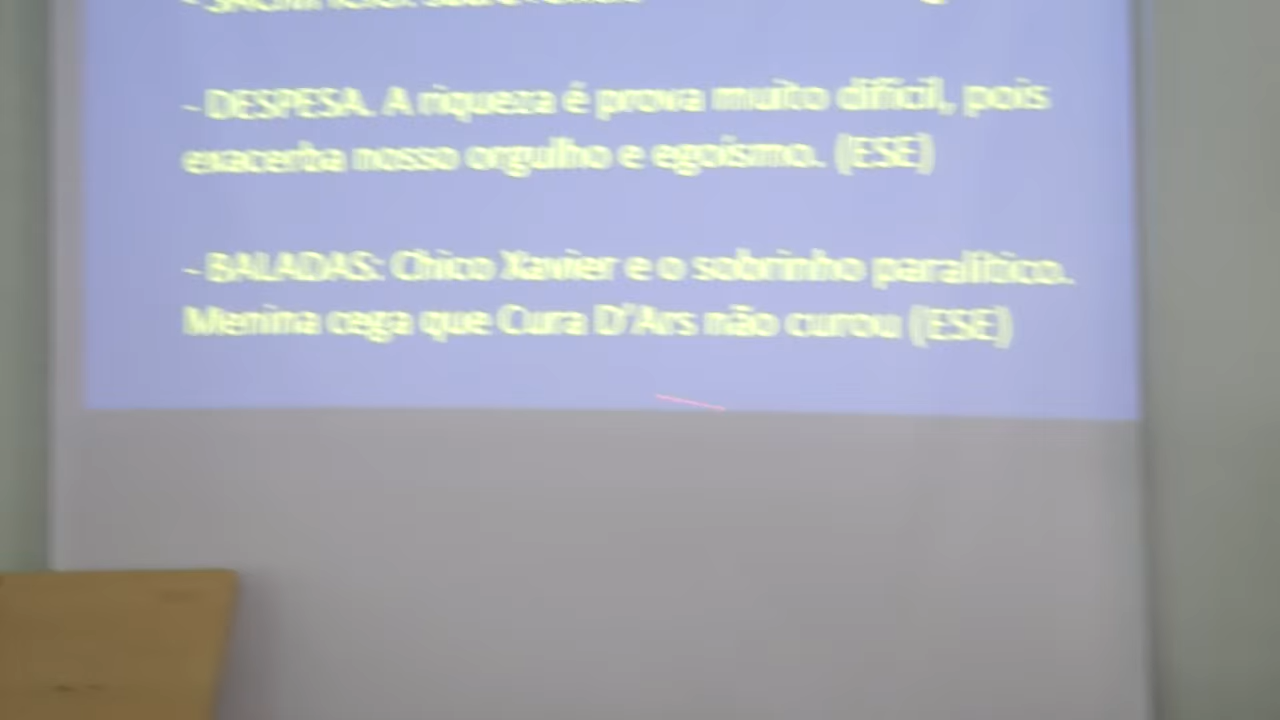 - DESPESA. A riqueza é prova muito difícil, pois
exacerba nosso orgulho e egoísmo. (ESE)
- BALADAS: Chico Xavier e o sobrinho paralítico.
Menina cega que Cura D'Ars não curou (ESE)